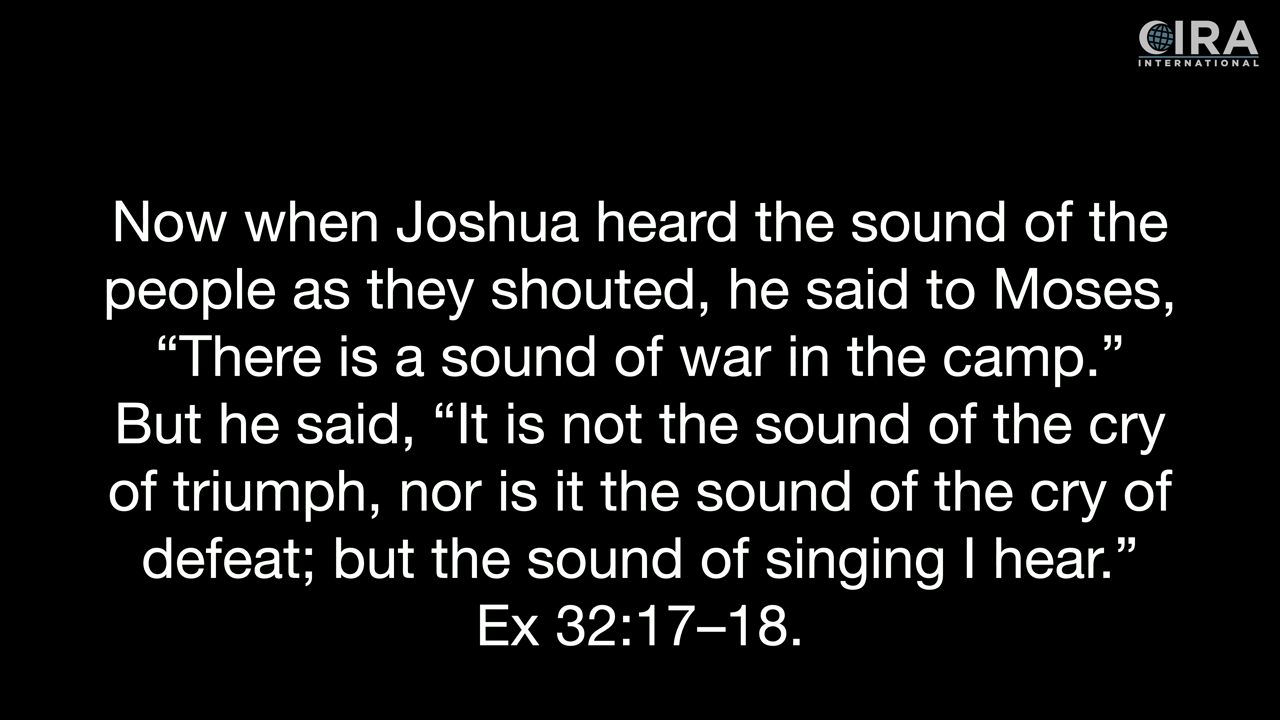 CIRA
INTERNATIONAL
Now when Joshua heard the sound of the
people as they shouted, he said to Moses,
“There is a sound of war in the camp.”
But he said, “It is not the sound of the cry
of triumph, nor is it the sound of the cry of
defeat; but the sound of singing I hear.”
Ex 32:17–18.